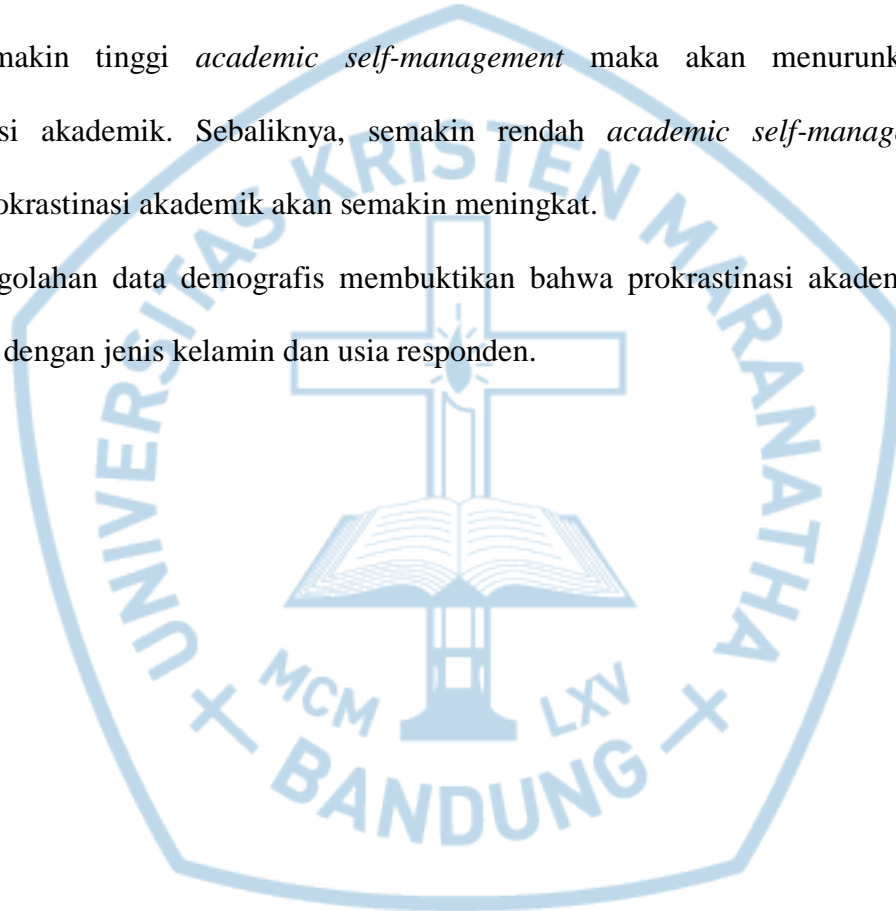 makin tinggi academic self-management maka akan menurunk
si akademik. Sebaliknya, semakin rendah academic self-manag
okrastinasi akademik akan semakin meningkat.
golahan data demografis membuktikan bahwa prokrastinasi akadem
dengan jenis kelamin dan usia responden.
UNIVERSITAS KRISTEN MARANATHA
MCM LXV
BANDUNG